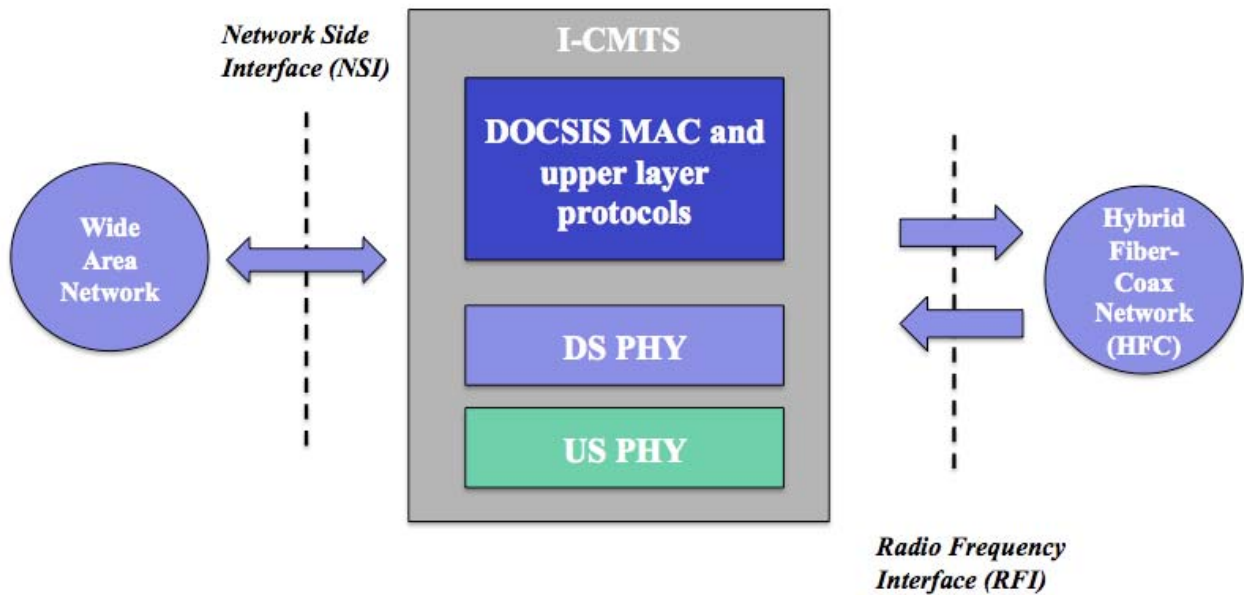 Network Side
Interface (NSI)
I-CMTS
DOCSIS MAC and
upper layer
protocols
Wide
Area
Network
Hybrid
Fiber-
Coax
Network
(HFC)
DS PHY
US PHY
Radio Frequency
Interface (RFI)